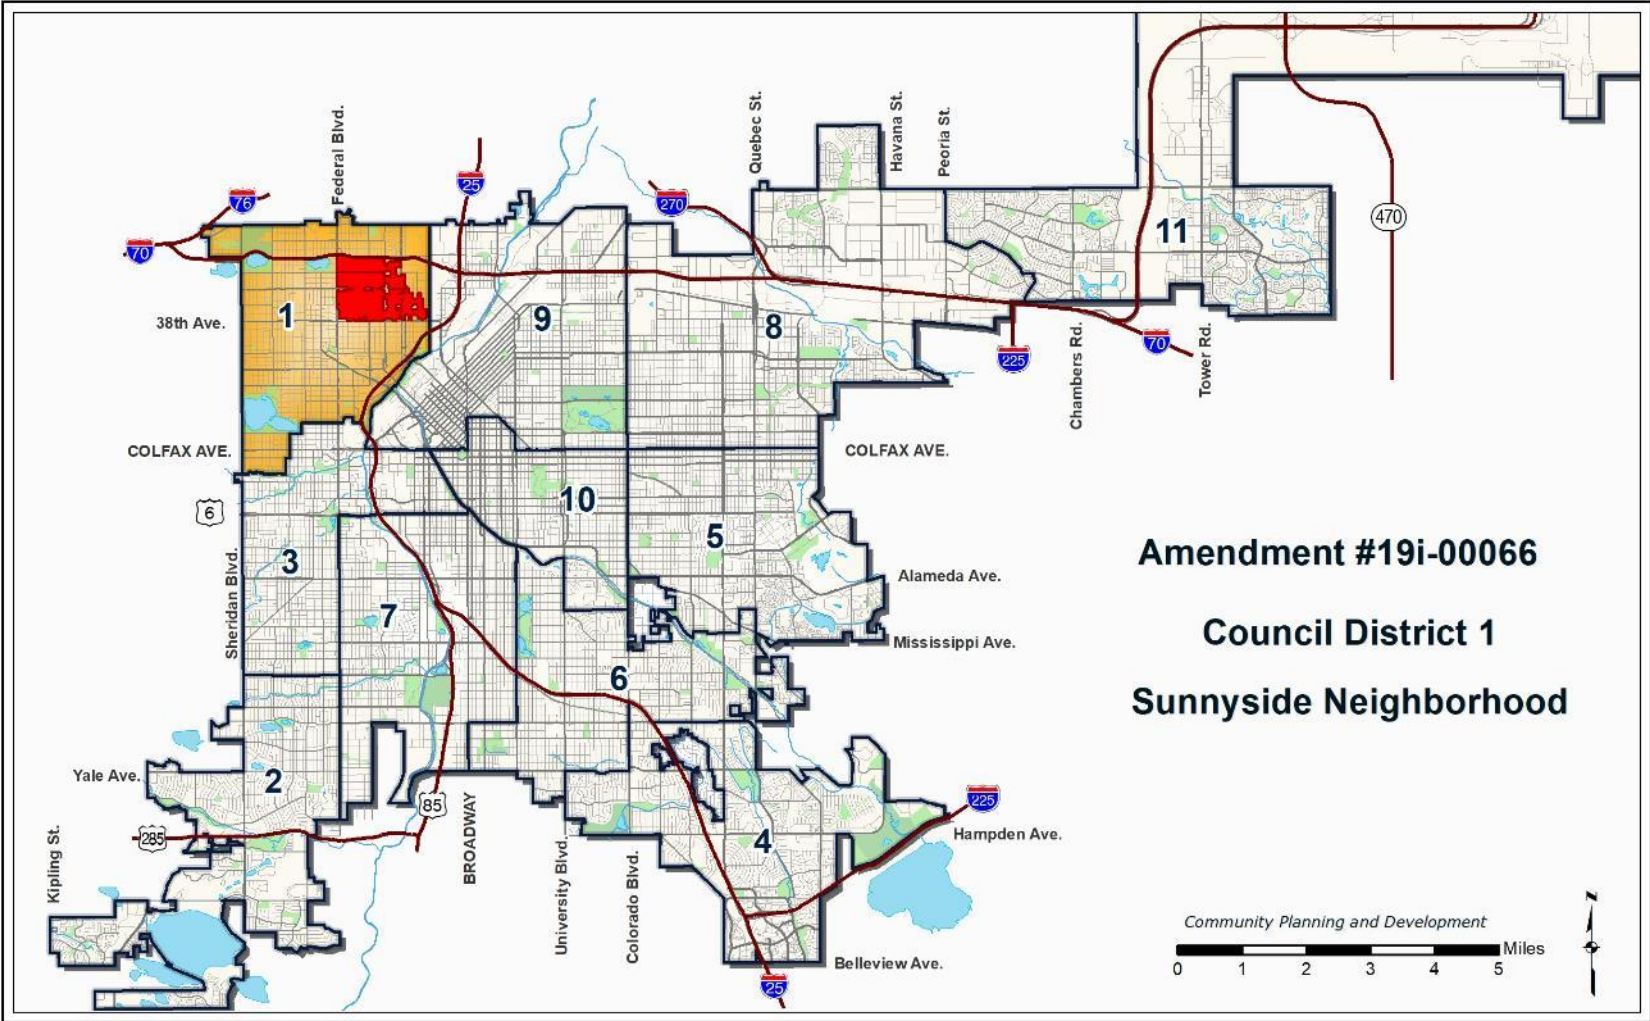 Federal Blvd.
Quebec St.
Havana St.
Peoria St.
76
25
270
70
470
11
1
9
8
38th Ave.
225
70
Chambers Rd.
Tower Rd.
COLFAX AVE.
COLFAX AVE.
6
10
5
3
Sheridan Blvd.
7
Alameda Ave.
Mississippi Ave.
6
Amendment #19i-00066
Council District 1
Sunnyside Neighborhood
Yale Ave.
2
85
285
BROADWAY
225
Hampden Ave.
4
Kipling St.
University Blvd.
Colorado Blvd.
Belleview Ave.
25
Community Planning and Development
Miles
0 1 2 3 4 5
N